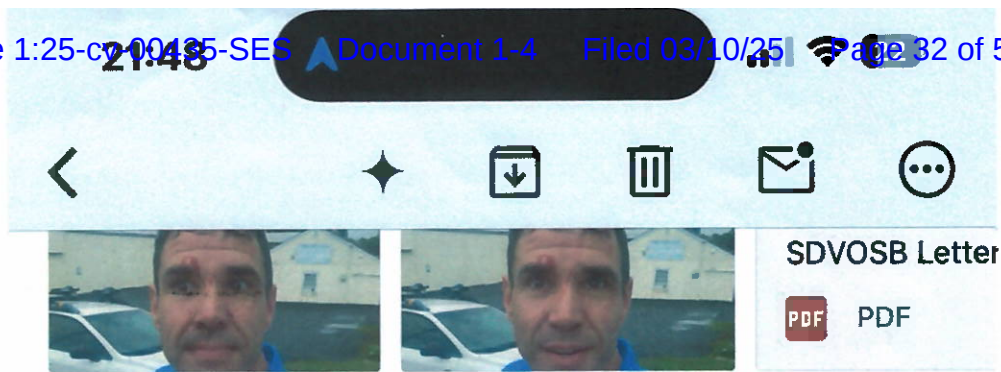 e 1:25-cv-00435-SES Document 1-4 Filed 03/10/25 Page 32 of 5
21:43
SDVOSB Letter
PDF PDF